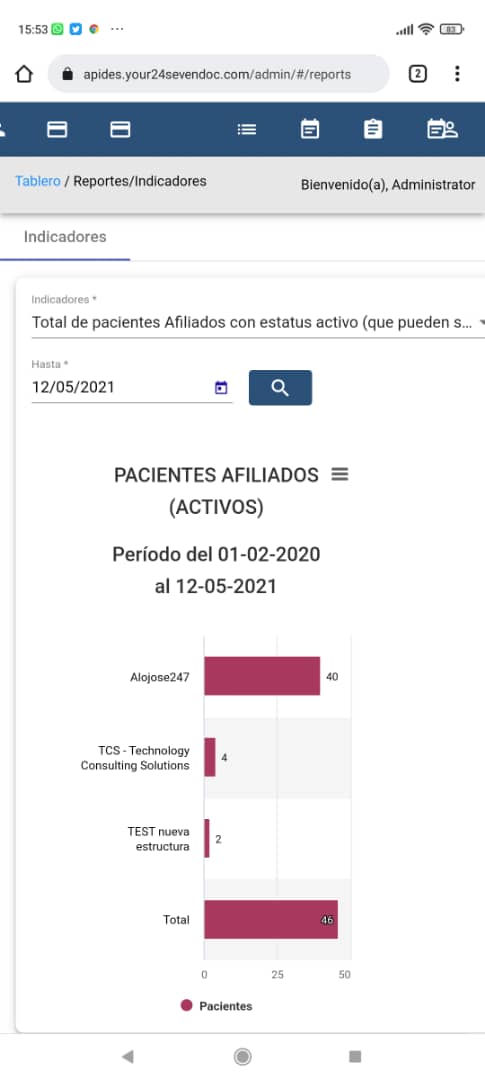 15:53
83
apides.your24sevendoc.com/admin/#/reports
2
Tablero / Reportes/Indicadores
Bienvenido(a), Administrator
Indicadores
Indicadores *
Total de pacientes Afiliados con estatus activo (que pueden s...
Hasta *
12/05/2021
PACIENTES AFILIADOS
(ACTIVOS)
Período del 01-02-2020
al 12-05-2021
Alojose247
40
TCS - Technology
Consulting Solutions
4
TEST nueva
estructura
2
Total
46
0
25
50
Pacientes